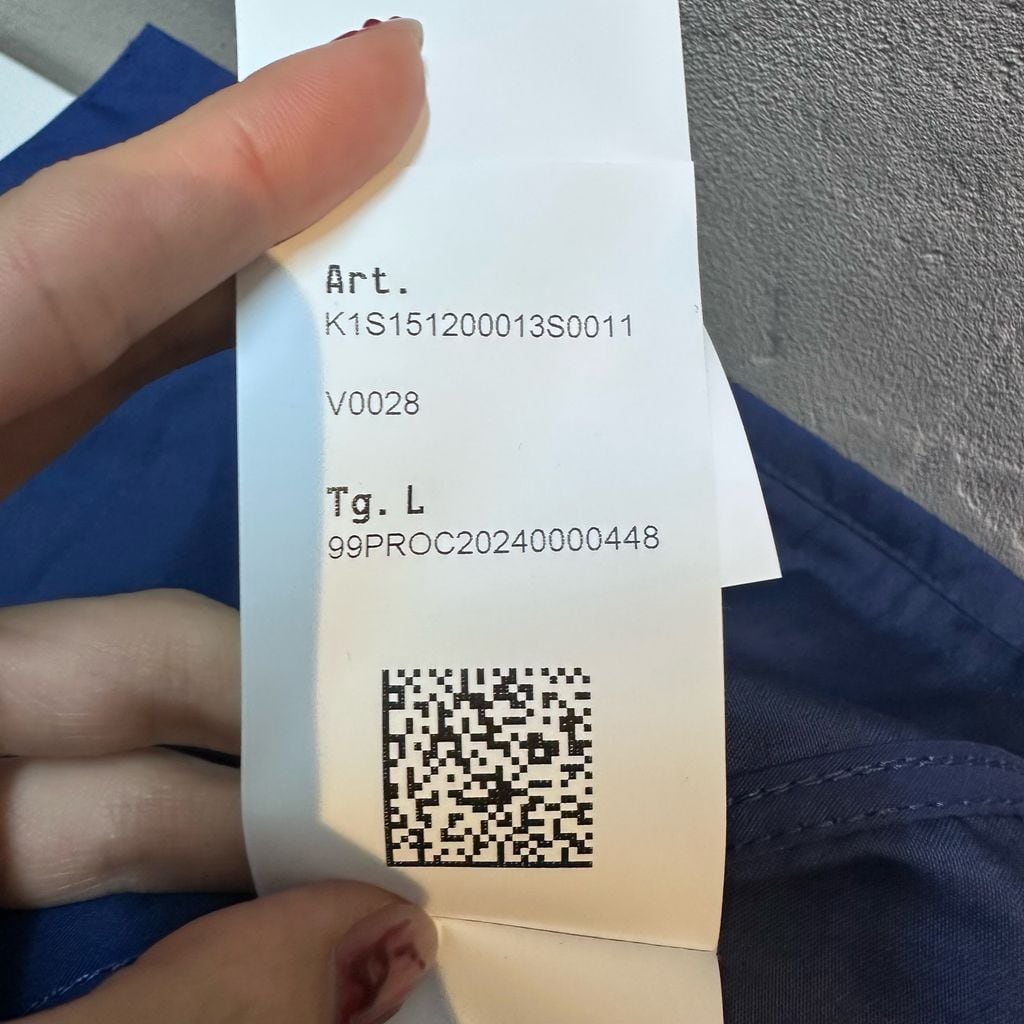 Art.
K1S151200013S0011
V0028
Tg. L
99PROC20240000448